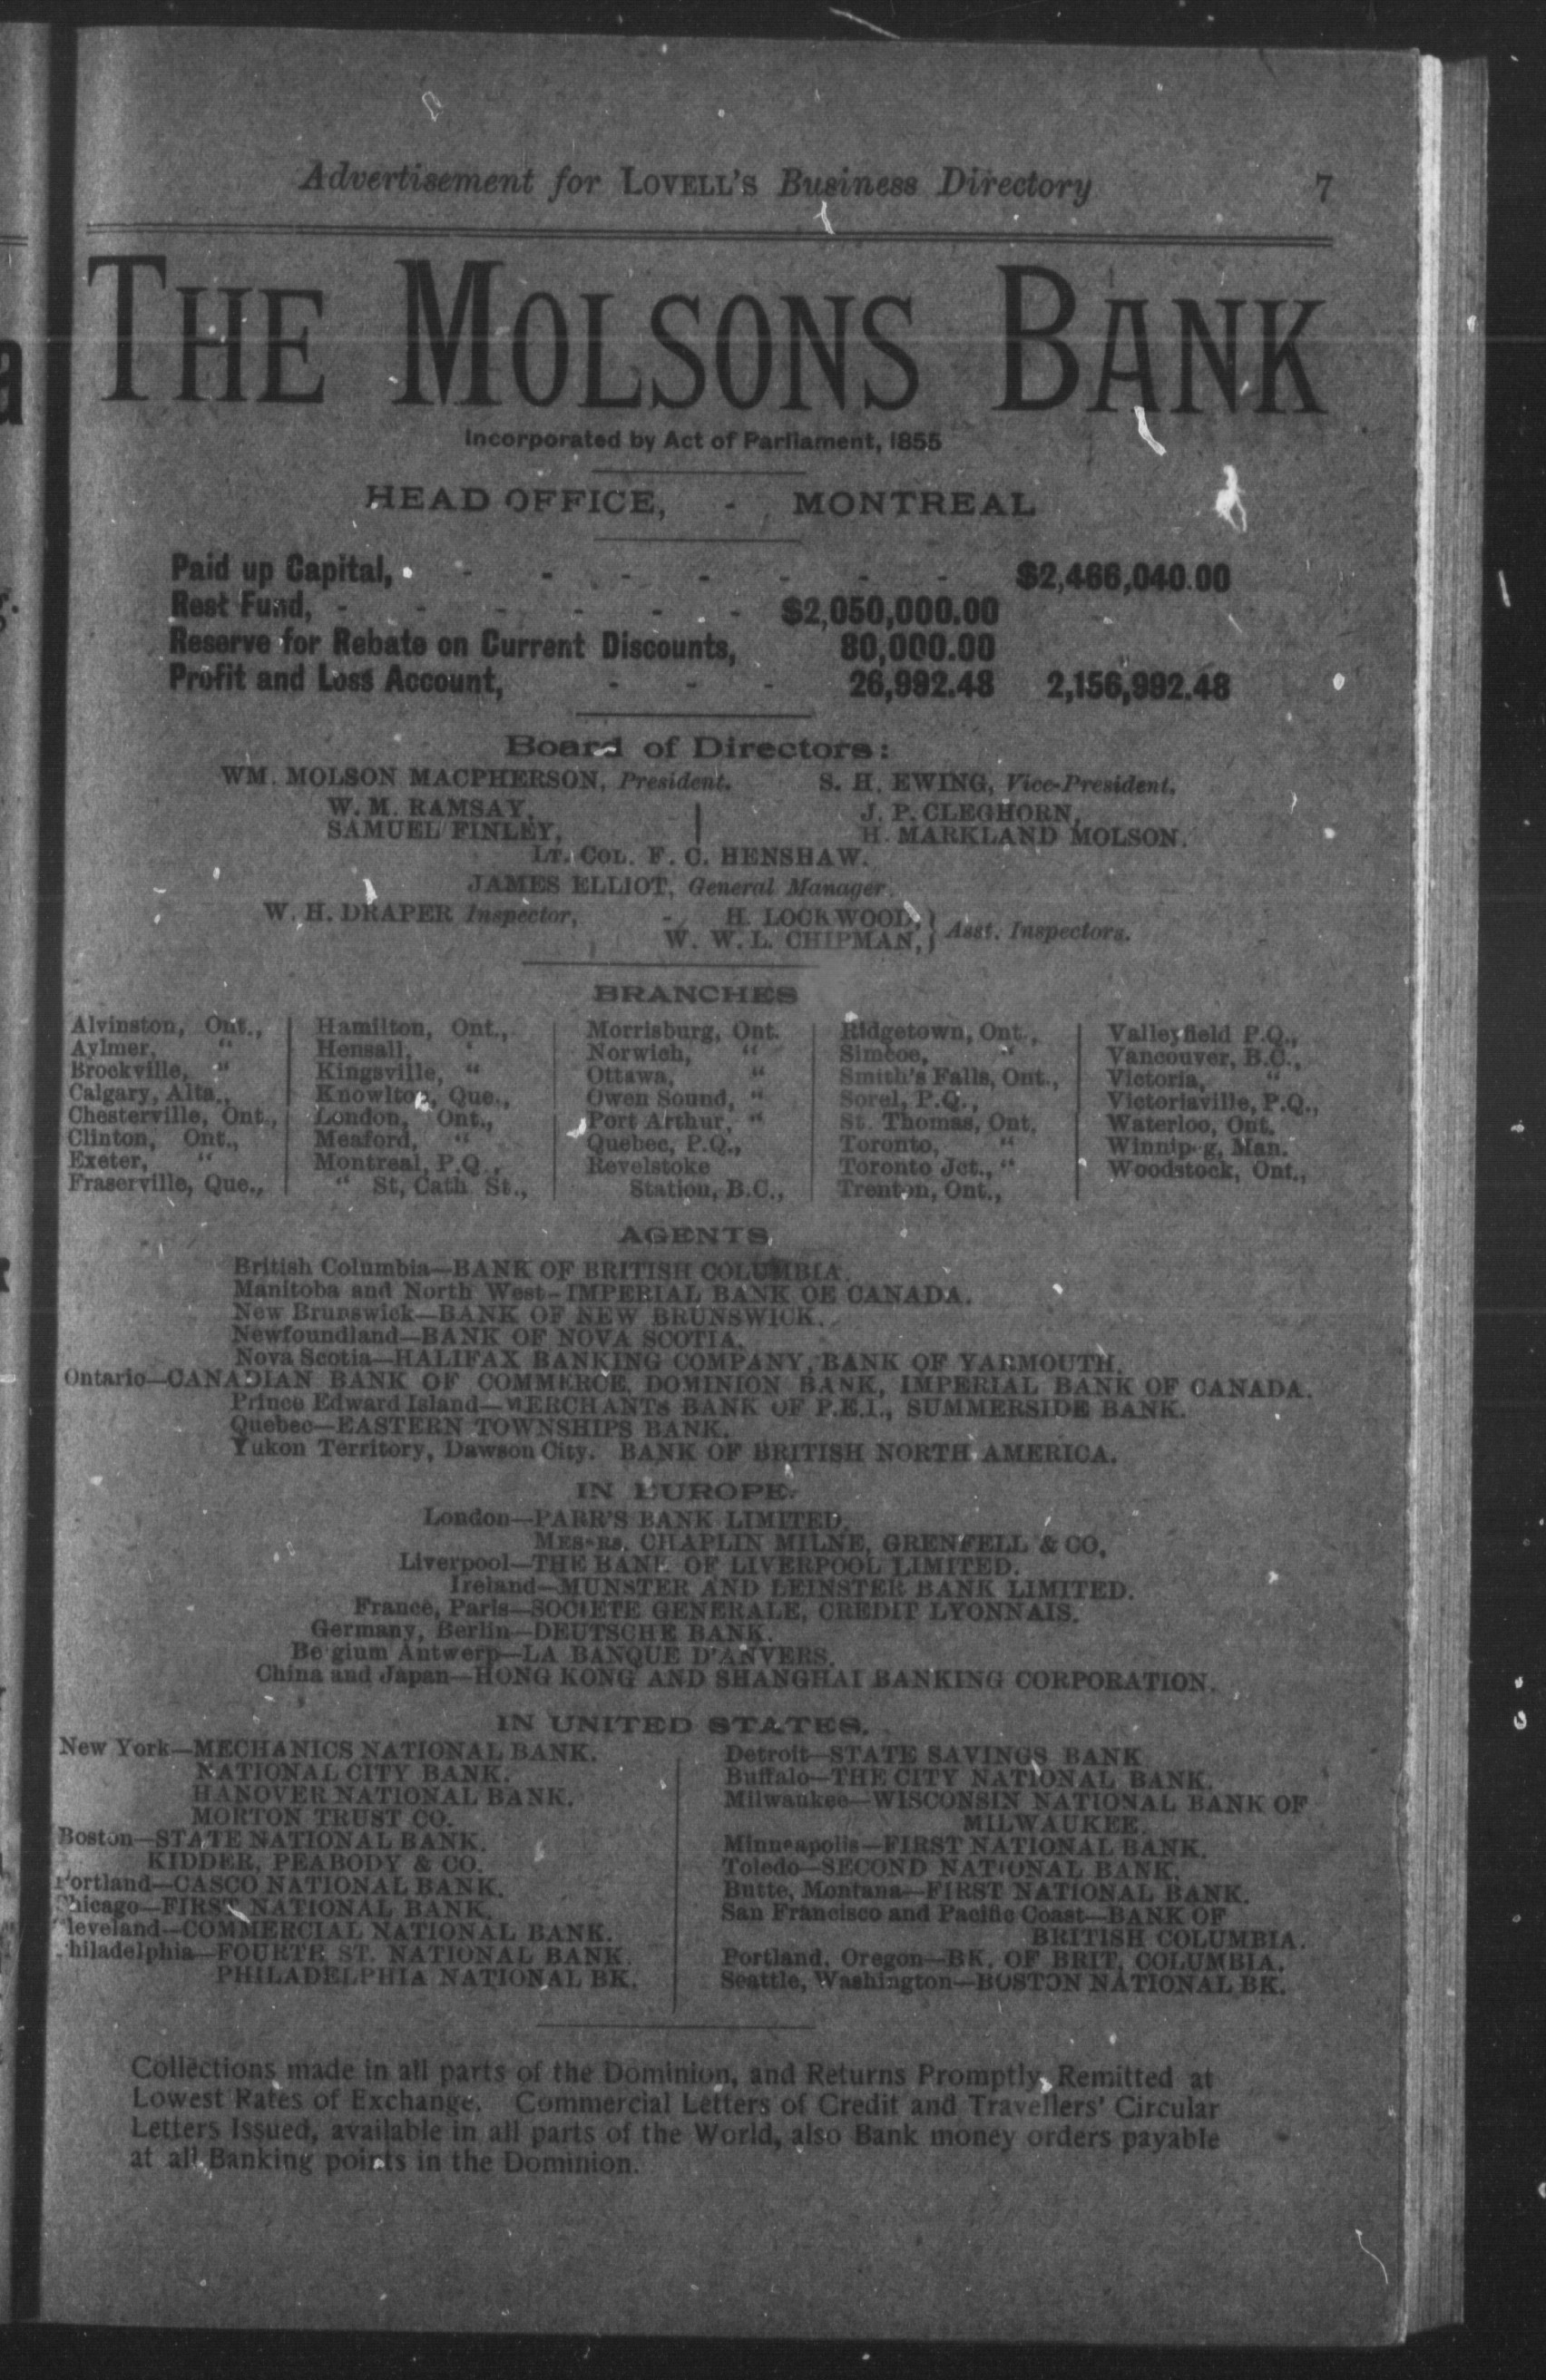 Advertisement for LOVELL'S Business Directory 7
THE MOLSONS BANK
Incorporated by Act of Parliament, 1855
HEAD OFFICE, - MONTREAL
Paid up Capital, - - - - - - - $2,466,040.00
Rest Fund, - - - - - - $2,050,000.00
Reserve for Rebate on Current Discounts, 80,000.00
Profit and Loss Account, - - - 26,992.48 2,156,992.48
Board of Directors:
WM. MOLSON MACPHERSON, President. S. H. EWING, Vice-President.
W. M. RAMSAY, J. P. CLEGHORN,
SAMUEL FINLEY, H. MARKLAND MOLSON.
LT. COL. F. C. HENSHAW.
JAMES ELLIOT, General Manager.
W. H. DRAPER Inspector, - H. LOCKWOOD, } Asst. Inspectors.
W. W. L. CHIPMAN, }
BRANCHES
Alvinston, Ont., Hamilton, Ont., Morrisburg, Ont. Ridgetown, Ont., Valleyfield P.Q.,
Aylmer, " Hensall, " Norwich, " Simcoe, " Vancouver, B.C.,
Brockville, " Kingsville, " Ottawa, " Smith's Falls, Ont., Victoria, "
Calgary, Alta., Knowlton, Que., Owen Sound, " Sorel, P.Q., Victoriaville, P.Q.,
Chesterville, Ont., London, Ont., Port Arthur, " St. Thomas, Ont. Waterloo, Ont.
Clinton, Ont., Meaford, " Quebec, P.Q., Toronto, " Winnipeg, Man.
Exeter, " Montreal, P.Q., Revelstoke Toronto Jct., " Woodstock, Ont.,
Fraserville, Que., " St, Cath St., Station, B.C., Trenton, Ont.,
AGENTS
British Columbia—BANK OF BRITISH COLUMBIA.
Manitoba and North West-IMPERIAL BANK OF CANADA.
New Brunswick—BANK OF NEW BRUNSWICK.
Newfoundland—BANK OF NOVA SCOTIA.
Nova Scotia—HALIFAX BANKING COMPANY, BANK OF YARMOUTH.
Ontario—CANADIAN BANK OF COMMERCE, DOMINION BANK, IMPERIAL BANK OF CANADA.
Prince Edward Island—MERCHANTS BANK OF P.E.I., SUMMERSIDE BANK.
Quebec—EASTERN TOWNSHIPS BANK.
Yukon Territory, Dawson City. BANK OF BRITISH NORTH AMERICA.
IN EUROPE.
London—PARR'S BANK LIMITED.
MESSRS. CHAPLIN MILNE, GRENFELL & CO,
Liverpool—THE BANK OF LIVERPOOL LIMITED.
Ireland—MUNSTER AND LEINSTER BANK LIMITED.
France, Paris—SOCIETE GENERALE, CREDIT LYONNAIS.
Germany, Berlin—DEUTSCHE BANK.
Belgium Antwerp—LA BANQUE D'ANVERS.
China and Japan—HONG KONG AND SHANGHAI BANKING CORPORATION.
IN UNITED STATES.
New York—MECHANICS NATIONAL BANK.
NATIONAL CITY BANK.
HANOVER NATIONAL BANK.
MORTON TRUST CO.
Boston—STATE NATIONAL BANK.
KIDDER, PEABODY & CO.
Portland—CASCO NATIONAL BANK.
Chicago—FIRST NATIONAL BANK.
Cleveland—COMMERCIAL NATIONAL BANK.
Philadelphia—FOURTH ST. NATIONAL BANK.
PHILADELPHIA NATIONAL BK.
Detroit—STATE SAVINGS BANK
Buffalo—THE CITY NATIONAL BANK.
Milwaukee—WISCONSIN NATIONAL BANK OF
MILWAUKEE.
Minneapolis—FIRST NATIONAL BANK.
Toledo—SECOND NATIONAL BANK.
Butte, Montana—FIRST NATIONAL BANK.
San Francisco and Pacific Coast—BANK OF
BRITISH COLUMBIA.
Portland, Oregon—BK. OF BRIT. COLUMBIA.
Seattle, Washington—BOSTON NATIONAL BK.
Collections made in all parts of the Dominion, and Returns Promptly Remitted at
Lowest Rates of Exchange. Commercial Letters of Credit and Travellers' Circular
Letters Issued, available in all parts of the World, also Bank money orders payable
at all Banking points in the Dominion.